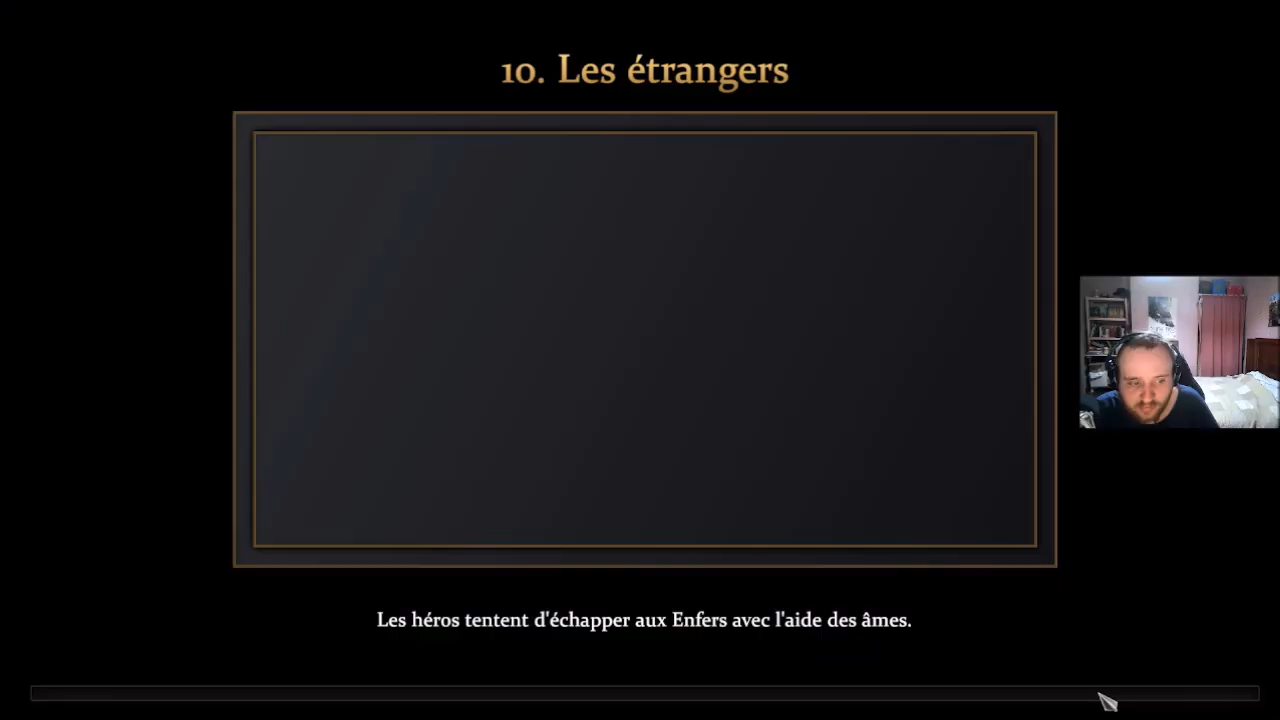 10. Les étrangers
Les héros tentent d'échapper aux Enfers avec l'aide des âmes.